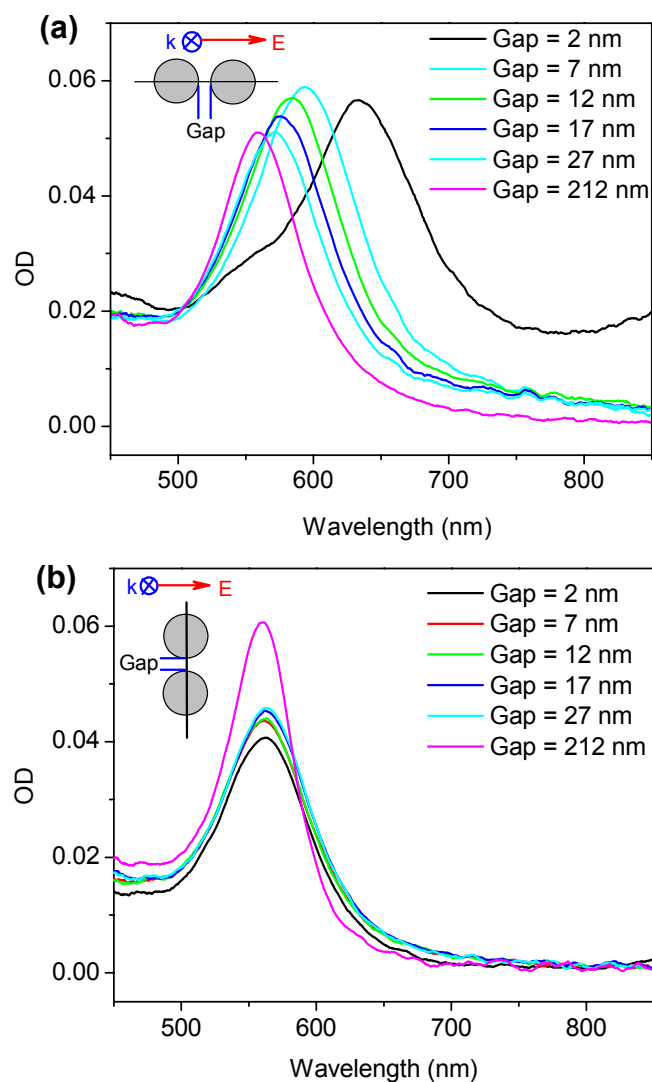 (a)
k E
Gap
Gap = 2 nm
Gap = 7 nm
Gap = 12 nm
Gap = 17 nm
Gap = 27 nm
Gap = 212 nm
0.06
0.04
0.02
0.00
OD
500 600 700 800
Wavelength (nm)
(b)
k E
Gap
Gap = 2 nm
Gap = 7 nm
Gap = 12 nm
Gap = 17 nm
Gap = 27 nm
Gap = 212 nm
0.06
0.04
0.02
0.00
OD
500 600 700 800
Wavelength (nm)